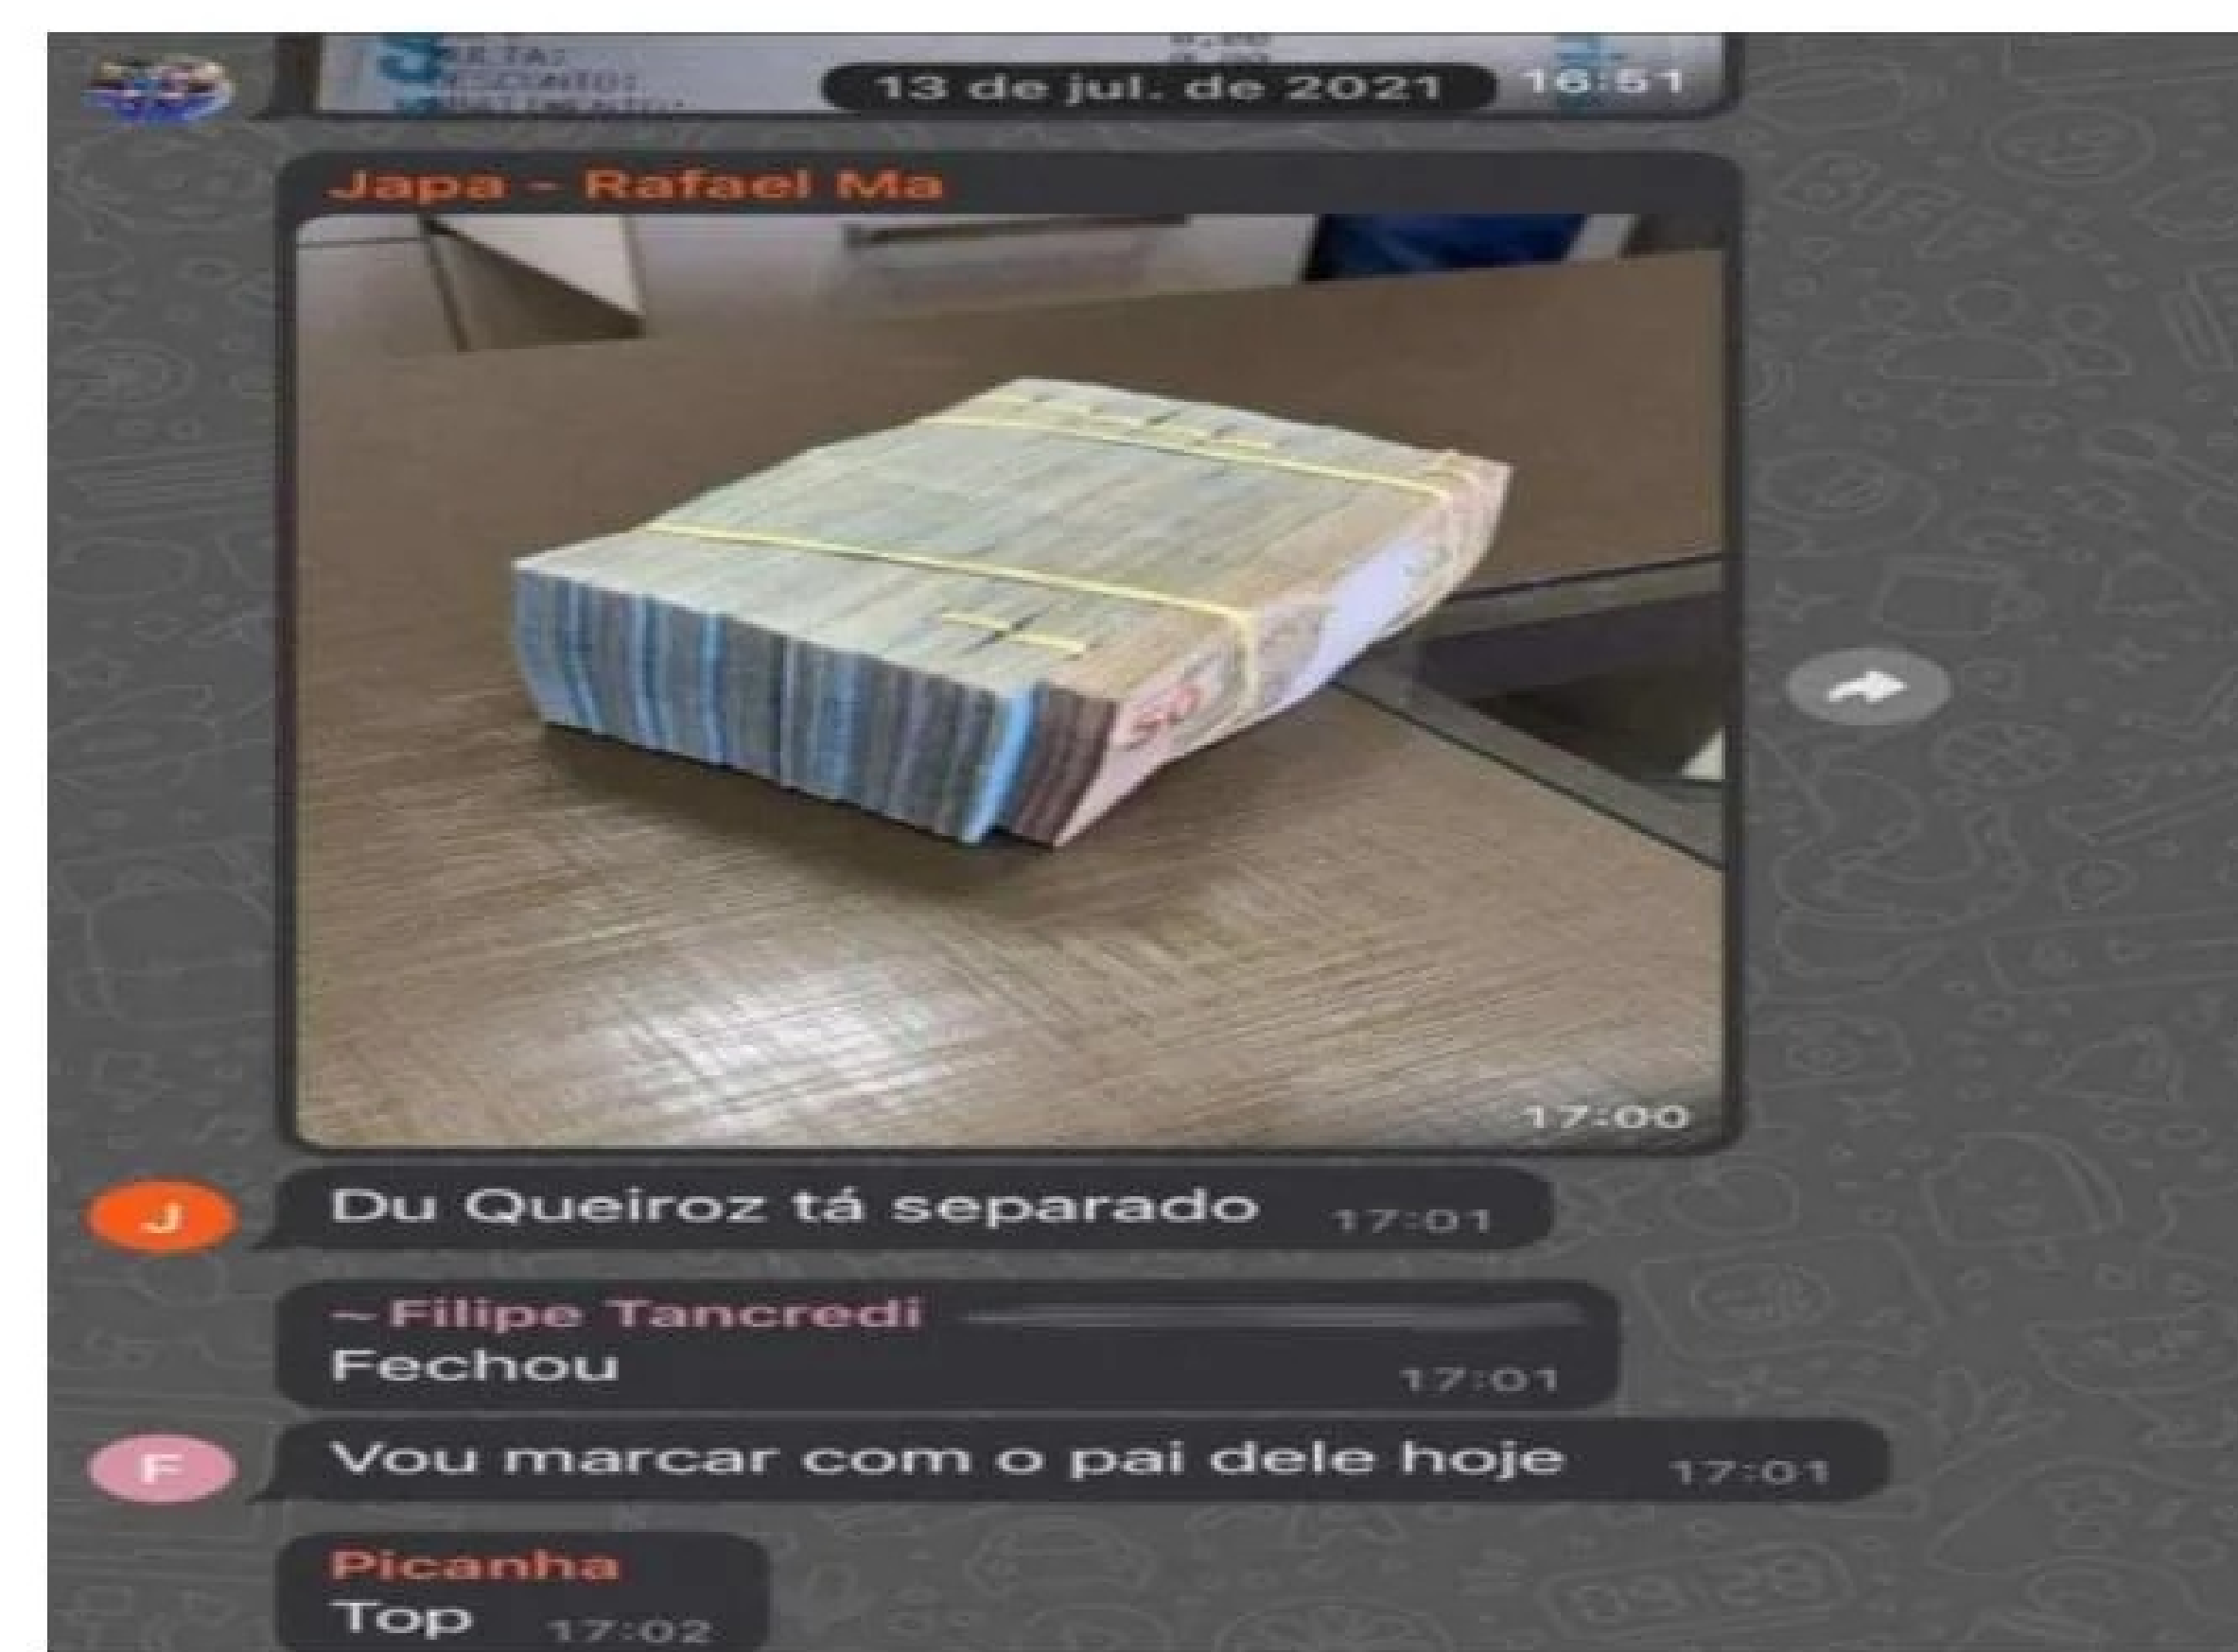 13 de jul. de 2021
16:51
Japa - Rafael Ma
50
17:00
Du Queiroz tá separado 17:01
~Filipe Tancredi
Fechou 17:01
Vou marcar com o pai dele hoje 17:01
Picanha
Top 17:02
J
F